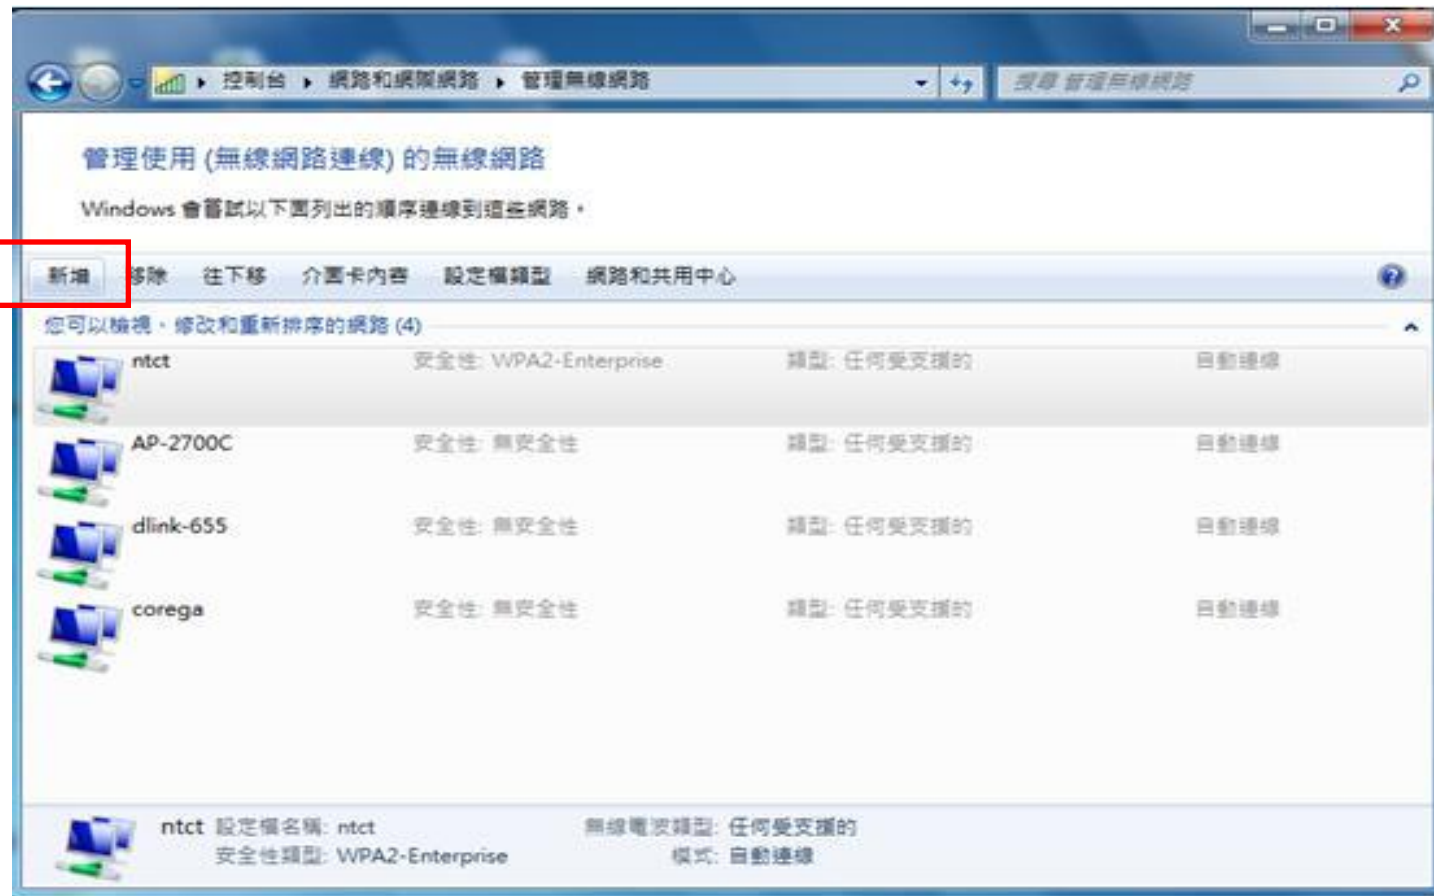 控制台 ▸ 網路和網際網路 ▸ 管理無線網路 搜尋 管理無線網路
管理使用 (無線網路連線) 的無線網路
Windows 會嘗試以下面列出的順序連線到這些網路。
新增 移除 往下移 介面卡內容 設定檔類型 網路和共用中心
您可以檢視、修改和重新排序的網路 (4)
ntct 安全性: WPA2-Enterprise 類型: 任何受支援的 自動連線
AP-2700C 安全性: 無安全性 類型: 任何受支援的 自動連線
dlink-655 安全性: 無安全性 類型: 任何受支援的 自動連線
corega 安全性: 無安全性 類型: 任何受支援的 自動連線
ntct 設定檔名稱: ntct 無線電波類型: 任何受支援的
安全性類型: WPA2-Enterprise 模式: 自動連線